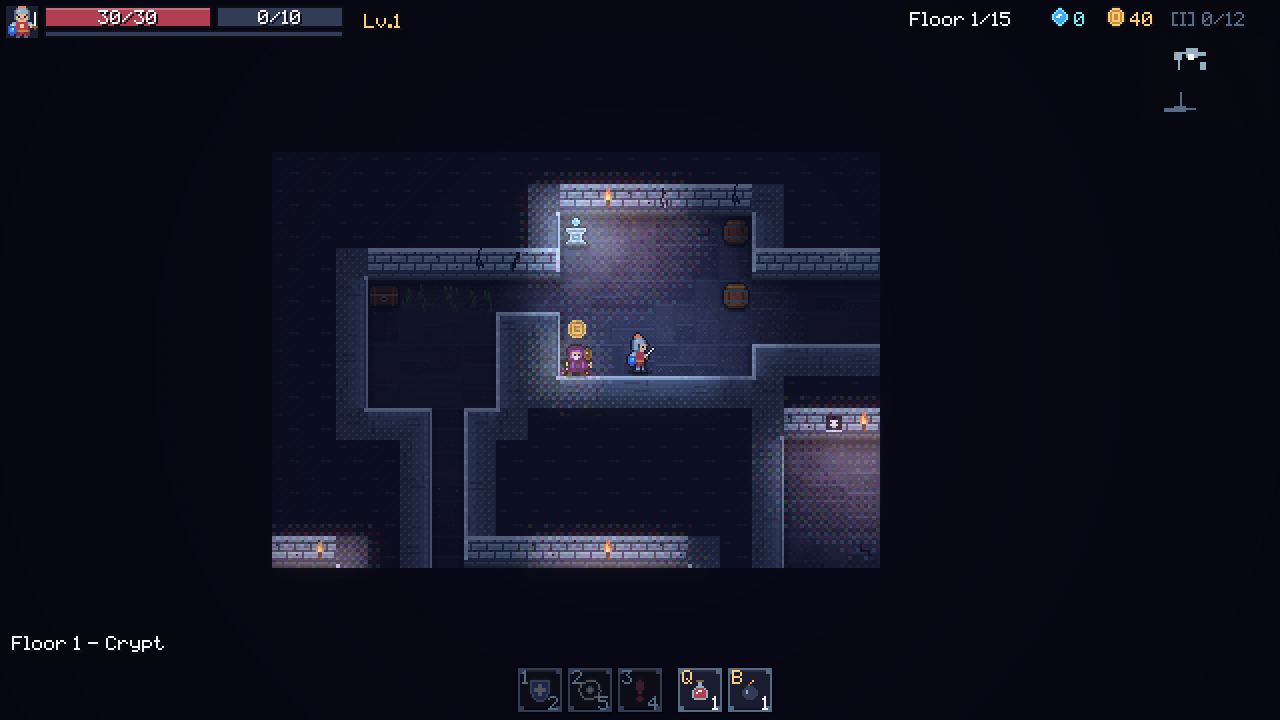 30/30
0/10
Lv.1
Floor 1/15
0
40
[I] 0/12
Floor 1 - Crypt
1 2
2 5
3 4
Q 1
B 1